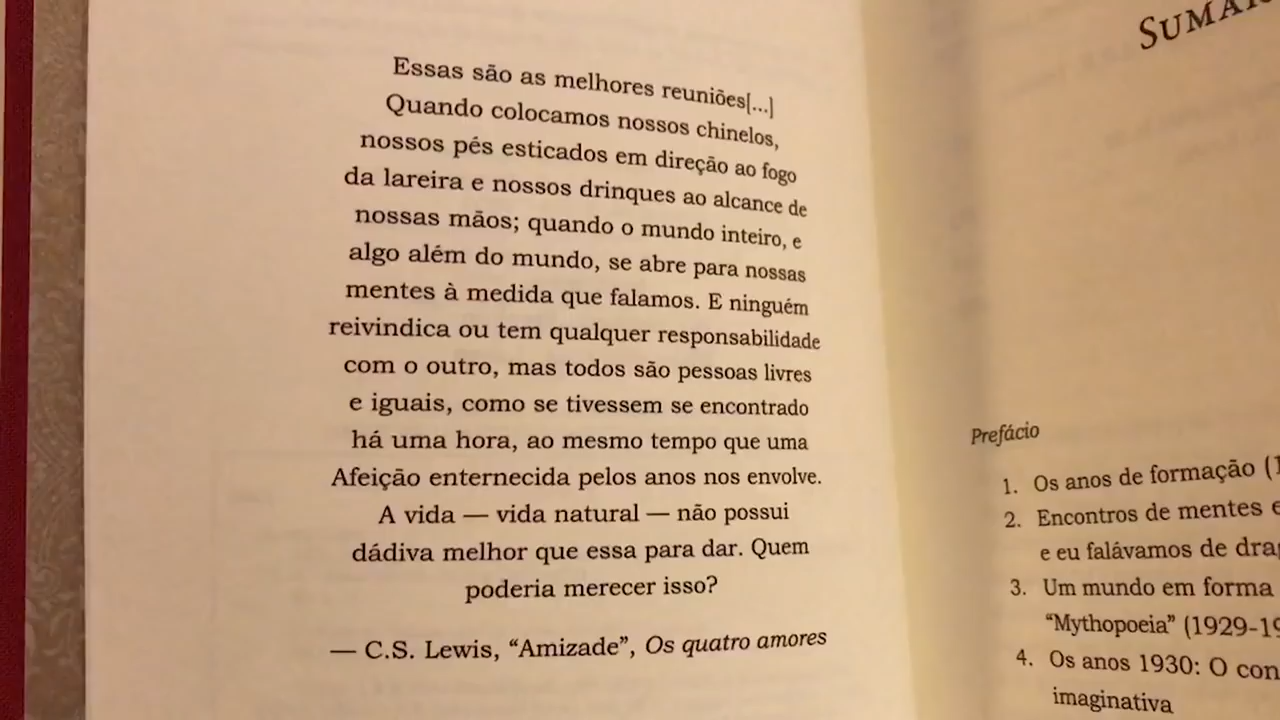 Essas são as melhores reuniões[...]
Quando colocamos nossos chinelos,
nossos pés esticados em direção ao fogo
da lareira e nossos drinques ao alcance de
nossas mãos; quando o mundo inteiro, e
algo além do mundo, se abre para nossas
mentes à medida que falamos. E ninguém
reivindica ou tem qualquer responsabilidade
com o outro, mas todos são pessoas livres
e iguais, como se tivessem se encontrado
há uma hora, ao mesmo tempo que uma
Afeição enternecida pelos anos nos envolve.
A vida — vida natural — não possui
dádiva melhor que essa para dar. Quem
poderia merecer isso?
— C.S. Lewis, “Amizade”, Os quatro amores
Prefácio
1. Os anos de formação
2. Encontros de mentes
e eu falávamos de
3. Um mundo em forma
“Mythopoeia”
4. Os anos 1930: O
imaginativa